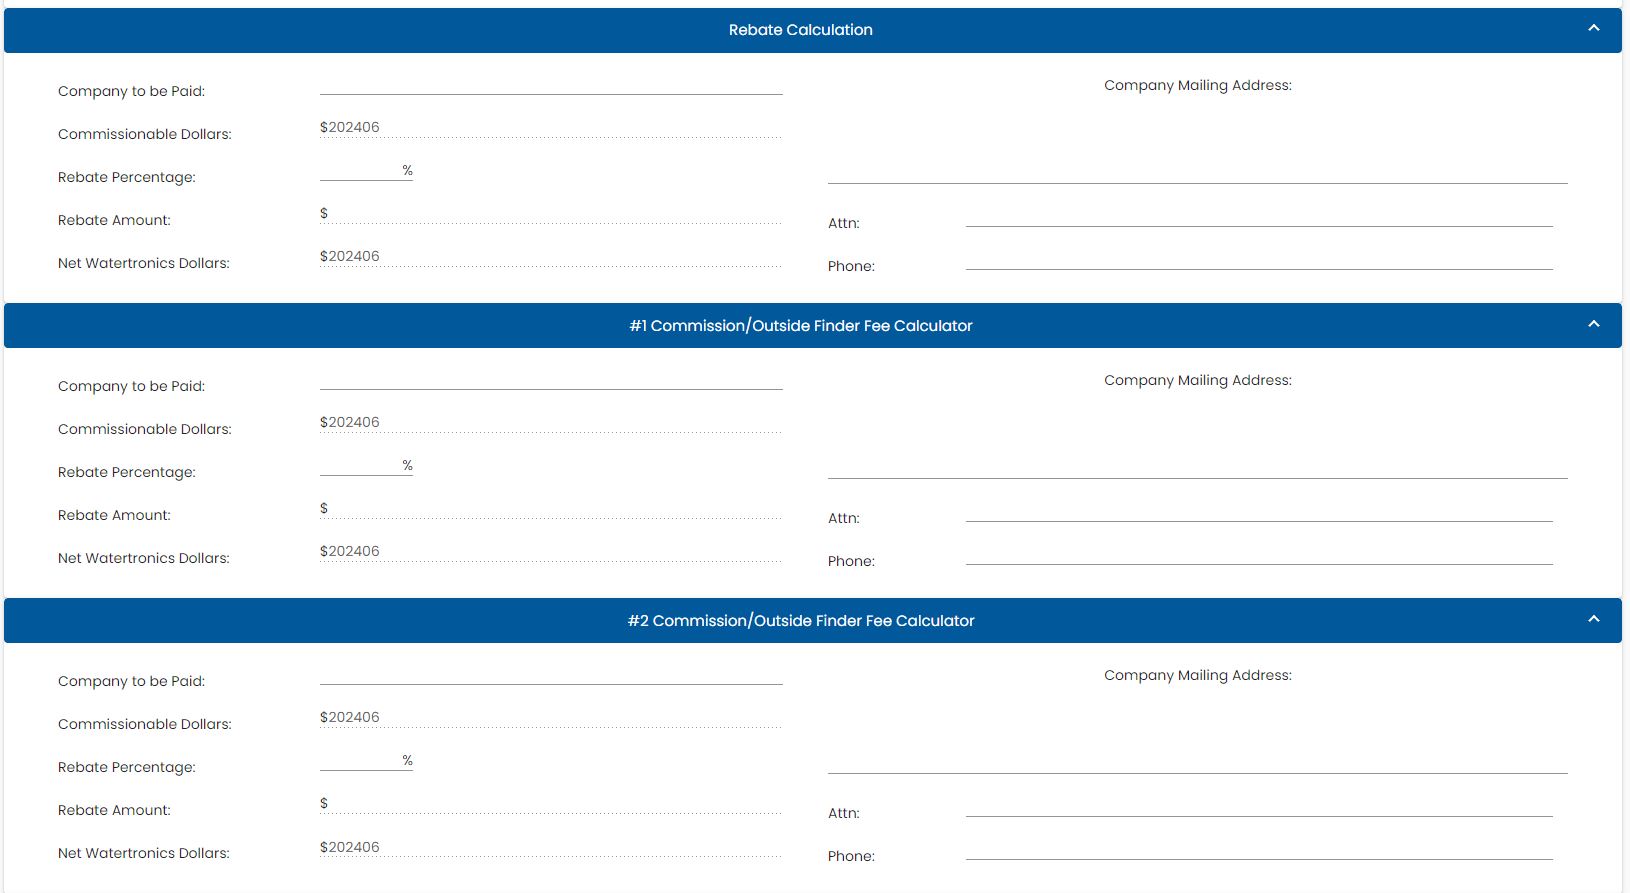 Rebate Calculation
Company to be Paid:
Company Mailing Address:
Commissionable Dollars: $202406
Rebate Percentage: %
Rebate Amount: $
Attn:
Net Watertronics Dollars: $202406
Phone:
#1 Commission/Outside Finder Fee Calculator
Company to be Paid:
Company Mailing Address:
Commissionable Dollars: $202406
Rebate Percentage: %
Rebate Amount: $
Attn:
Net Watertronics Dollars: $202406
Phone:
#2 Commission/Outside Finder Fee Calculator
Company to be Paid:
Company Mailing Address:
Commissionable Dollars: $202406
Rebate Percentage: %
Rebate Amount: $
Attn:
Net Watertronics Dollars: $202406
Phone: